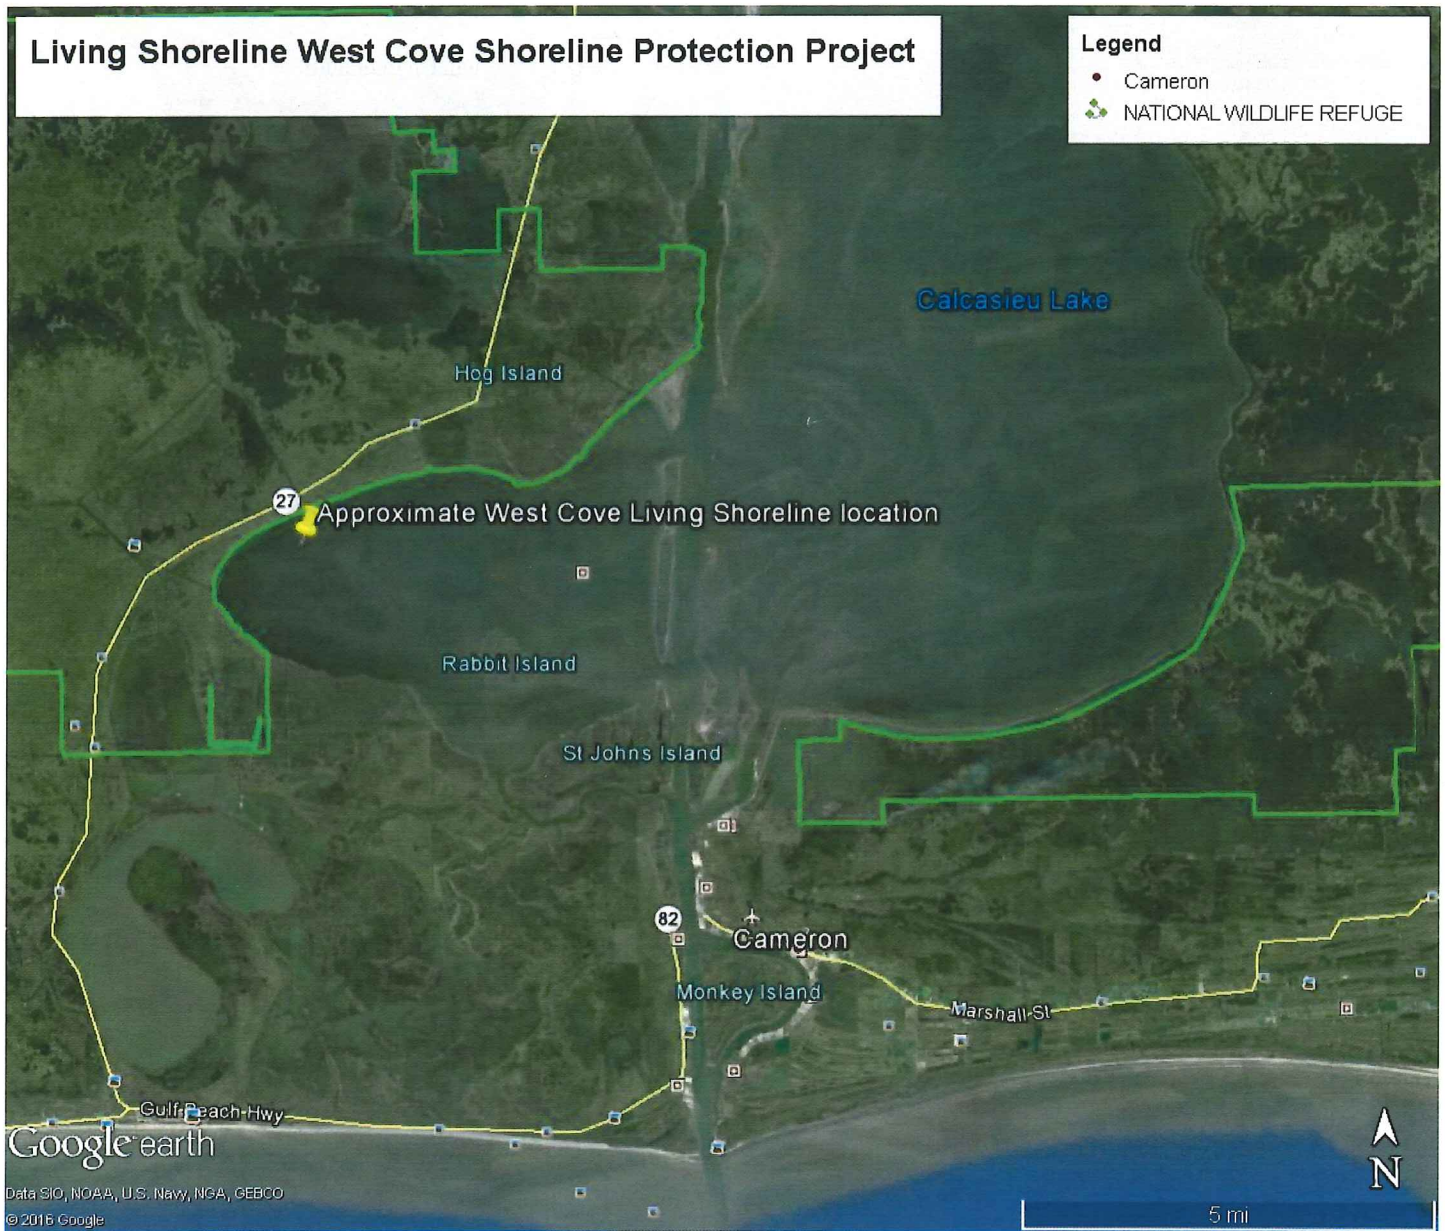 Living Shoreline West Cove Shoreline Protection Project
Legend
Cameron
NATIONAL WILDLIFE REFUGE
Calcasieu Lake
Hog Island
27
Approximate West Cove Living Shoreline location
Rabbit Island
St Johns Island
82
Cameron
Monkey Island
Marshall St
Gulf Beach Hwy
Google earth
N
Data SIO, NOAA, U.S. Navy, NGA, GEBCO
© 2016 Google
5 mi